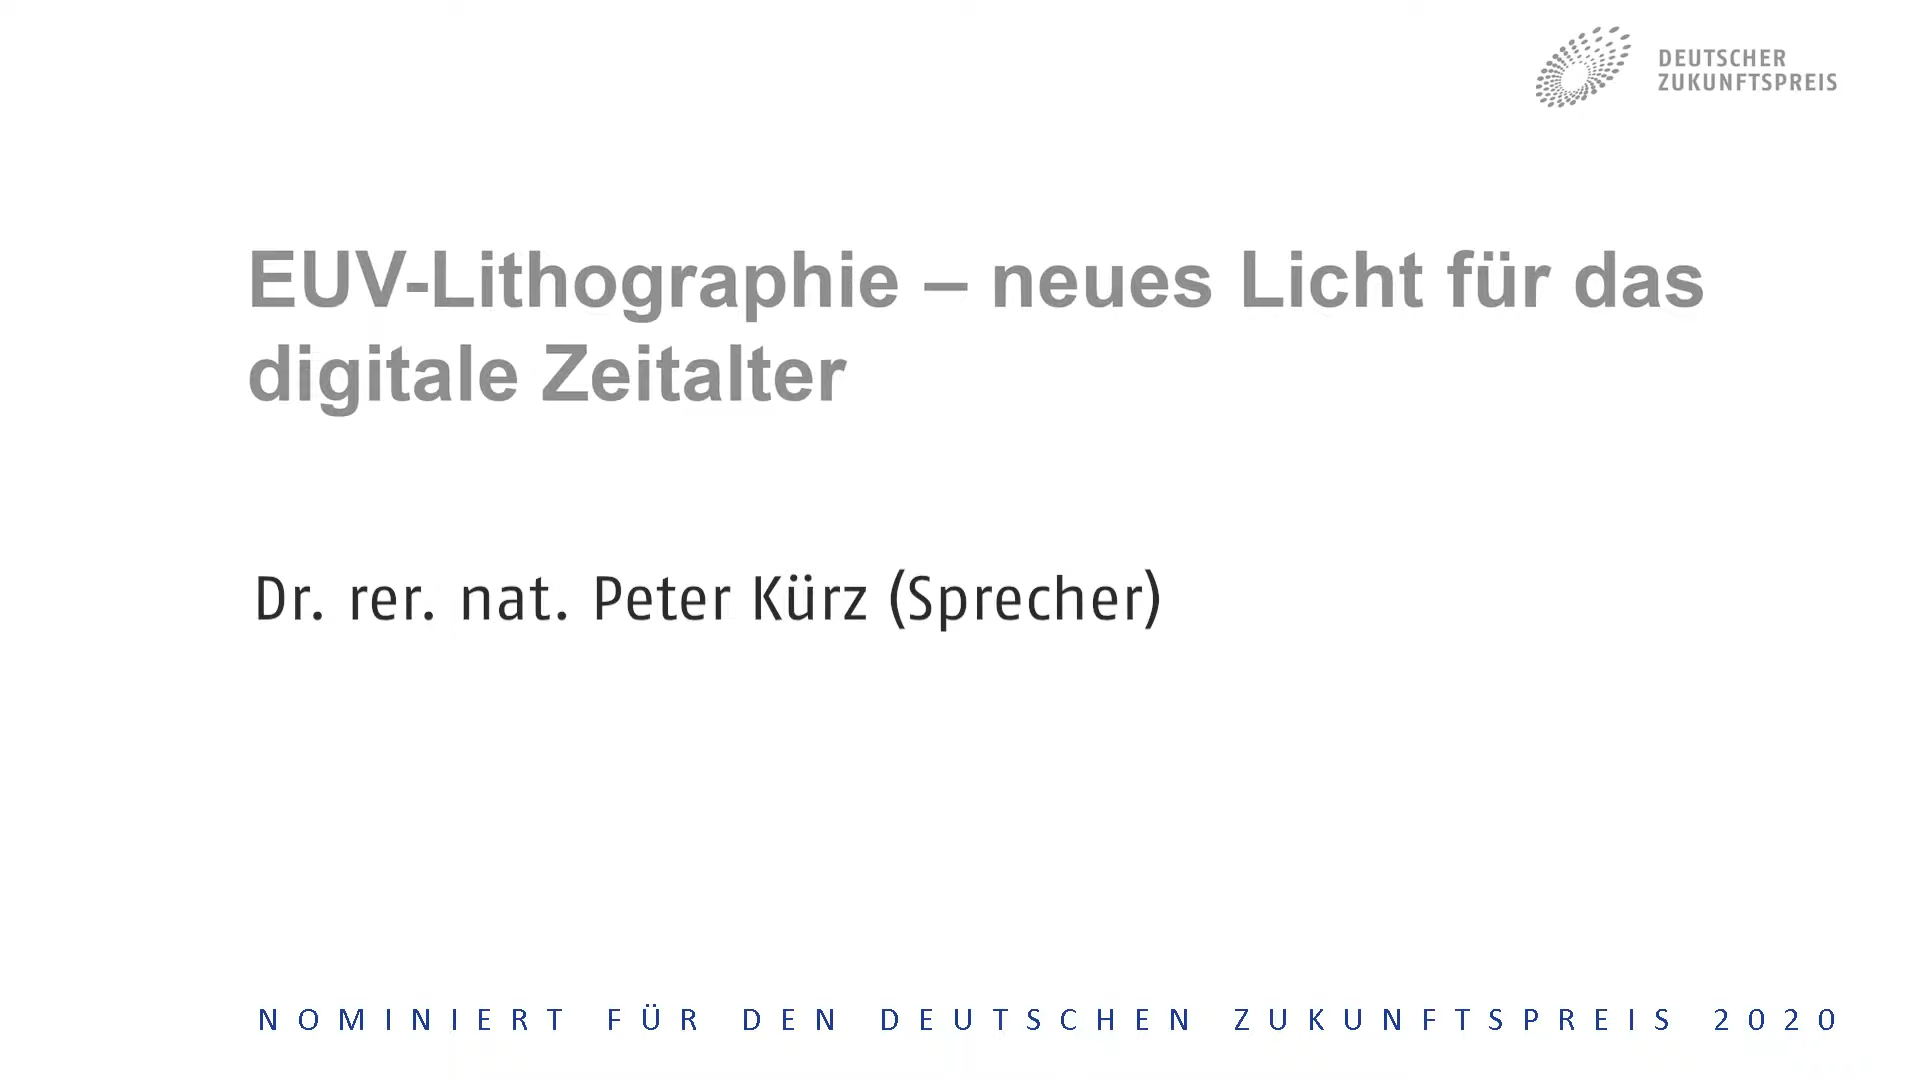 DEUTSCHER
ZUKUNFTSPREIS
EUV-Lithographie – neues Licht für das
digitale Zeitalter
Dr. rer. nat. Peter Kürz (Sprecher)
NOMINIERT FÜR DEN DEUTSCHEN ZUKUNFTSPREIS 2020